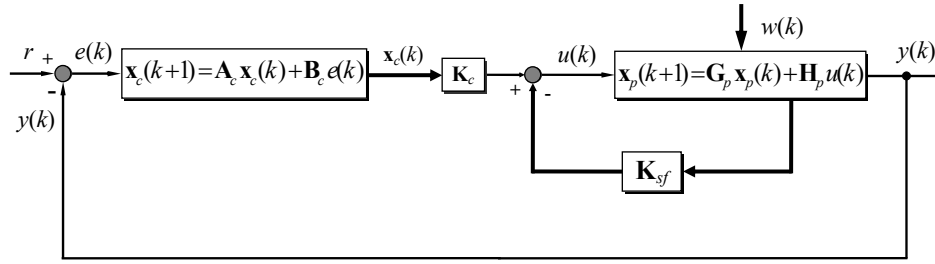 r + e(k)
-
y(k)
𝐱_c(k+1)=𝐀_c 𝐱_c(k)+𝐁_c e(k)
𝐱_c(k)
𝐊_c
+ -
u(k)
w(k)
𝐱_p(k+1)=𝐆_p 𝐱_p(k)+𝐇_p u(k)
y(k)
𝐊_sf